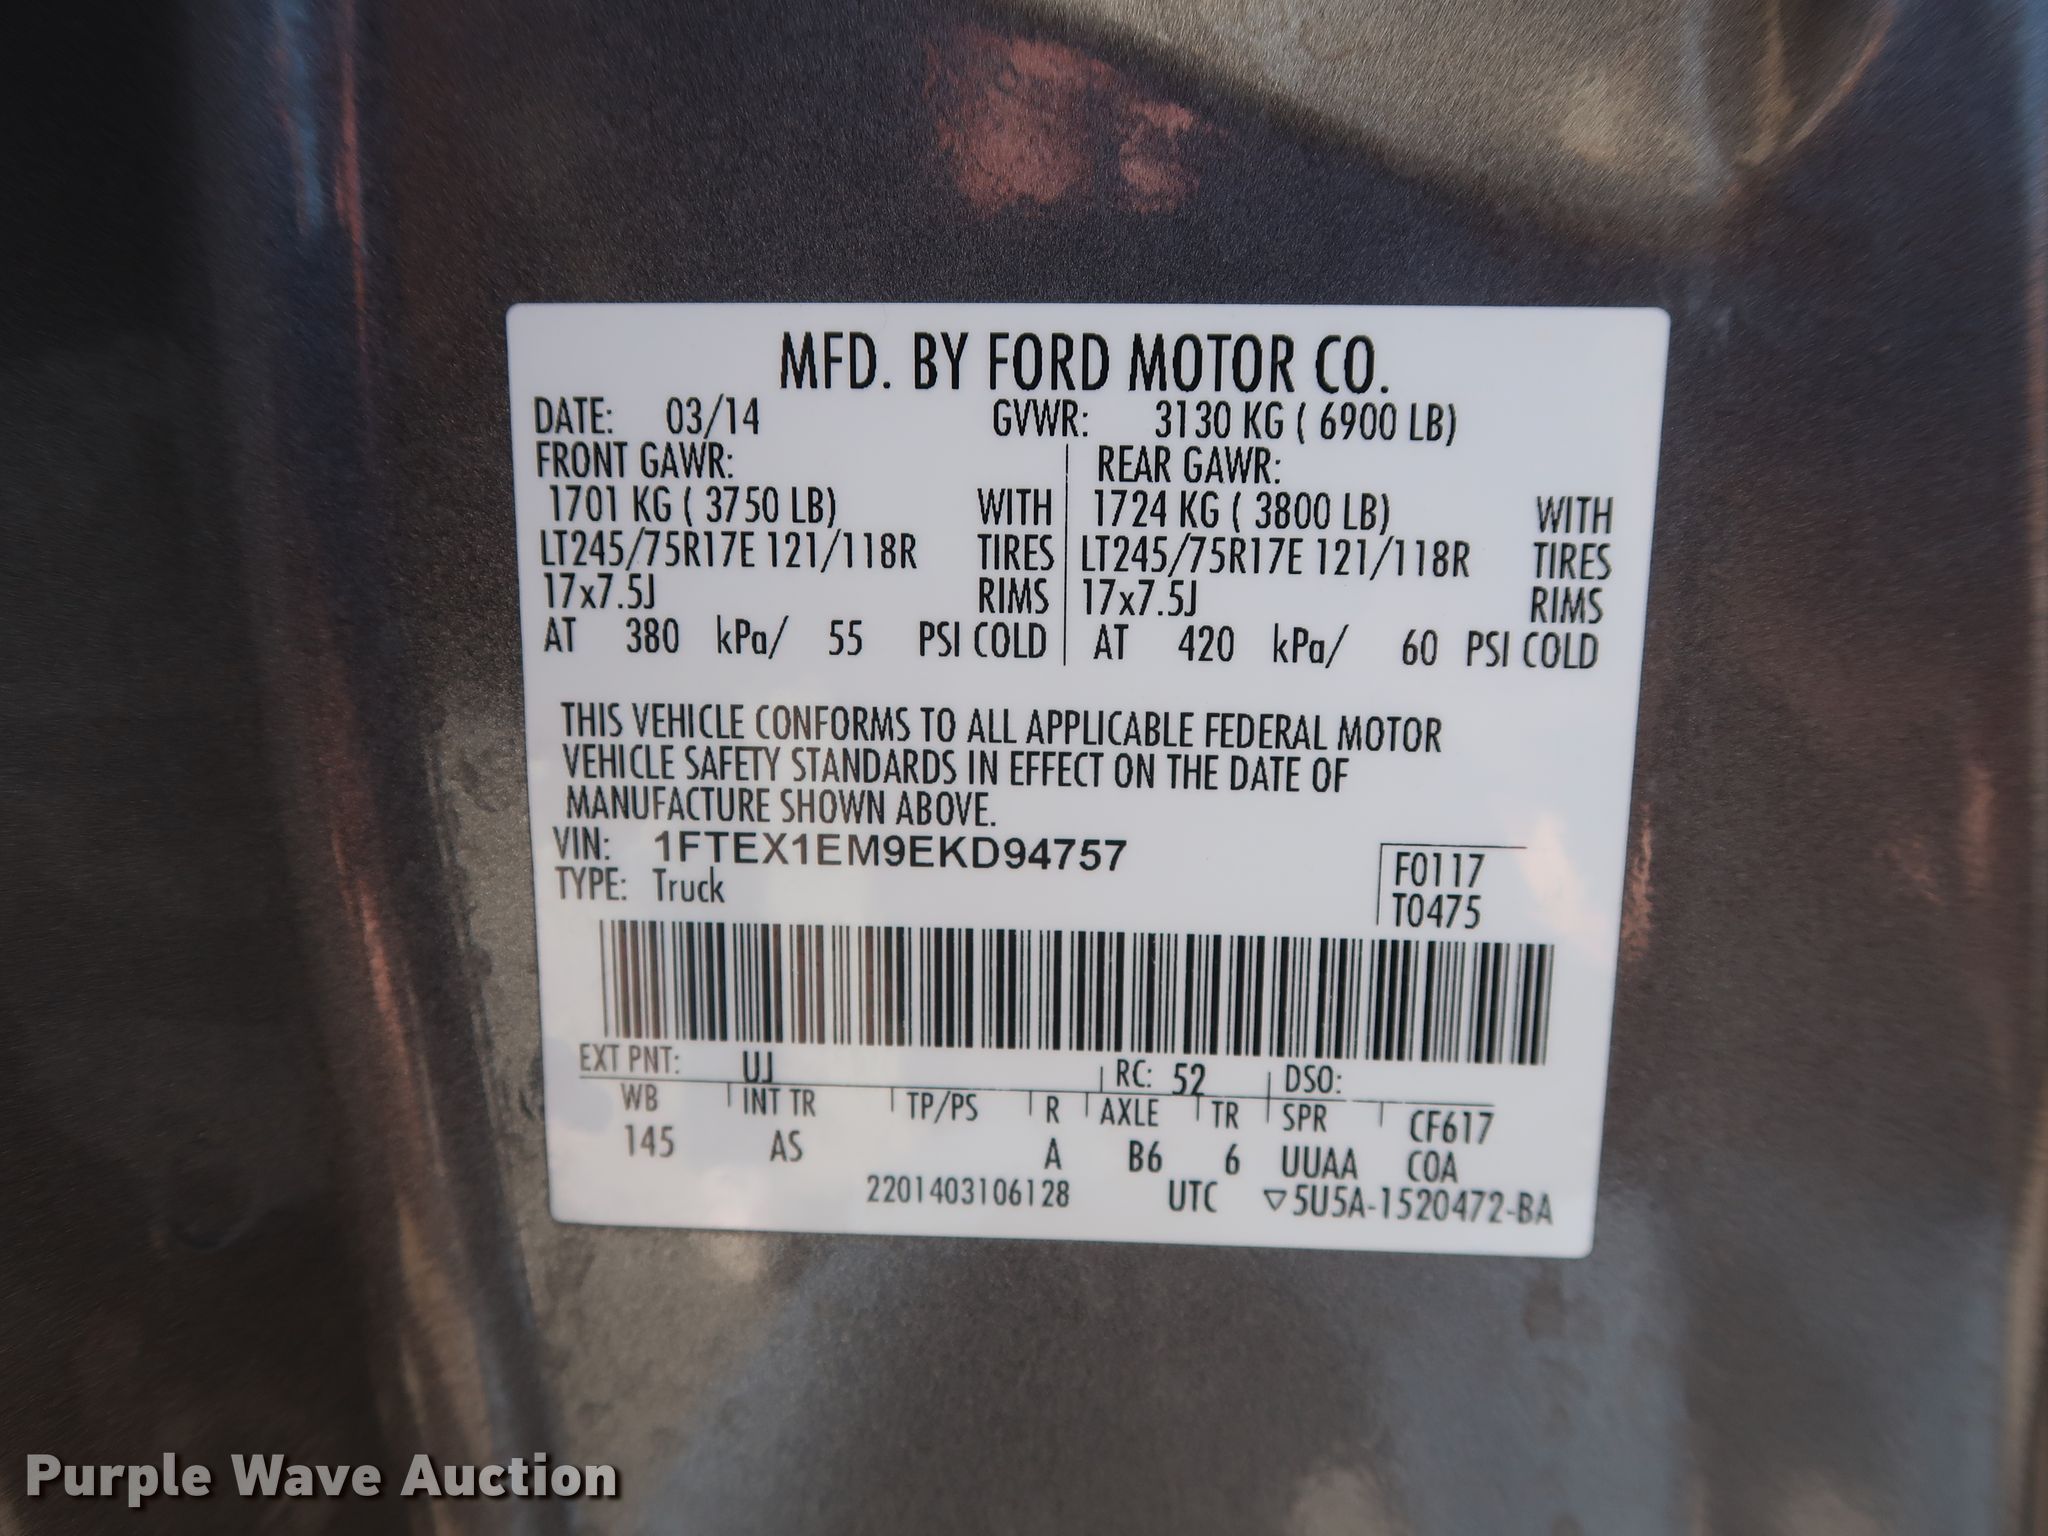 MFD. BY FORD MOTOR CO.
DATE: 03/14 GVWR: 3130 KG ( 6900 LB)
FRONT GAWR: REAR GAWR:
1701 KG ( 3750 LB) WITH 1724 KG ( 3800 LB) WITH
LT245/75R17E 121/118R TIRES LT245/75R17E 121/118R TIRES
17x7.5J RIMS 17x7.5J RIMS
AT 380 kPa/ 55 PSI COLD AT 420 kPa/ 60 PSI COLD
THIS VEHICLE CONFORMS TO ALL APPLICABLE FEDERAL MOTOR
VEHICLE SAFETY STANDARDS IN EFFECT ON THE DATE OF
MANUFACTURE SHOWN ABOVE.
VIN: 1FTEX1EM9EKD94757 F0117
TYPE: Truck T0475
EXT PNT: UJ RC: 52 DSO:
WB INT TR TP/PS R AXLE TR SPR CF617
145 AS A B6 6 UUAA COA
2201403106128 UTC ▽5U5A-1520472-BA
Purple Wave Auction